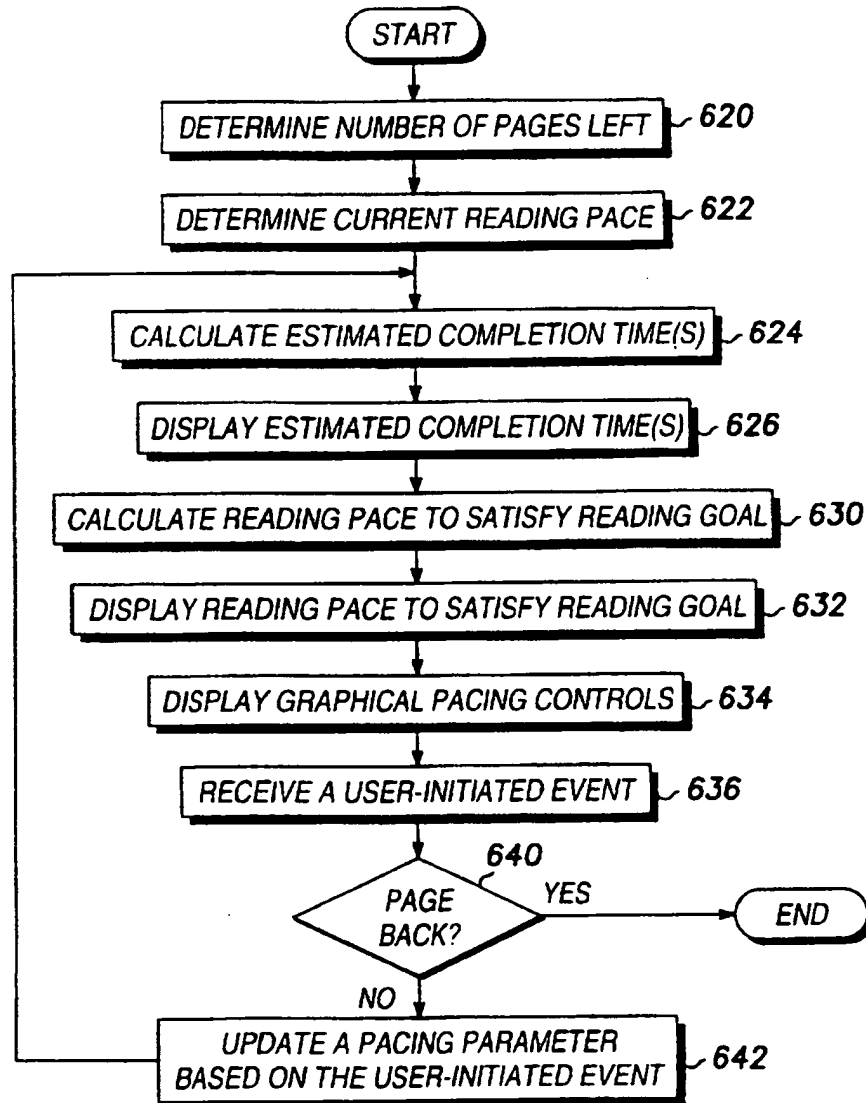 START
DETERMINE NUMBER OF PAGES LEFT 620
DETERMINE CURRENT READING PACE 622
CALCULATE ESTIMATED COMPLETION TIME(S) 624
DISPLAY ESTIMATED COMPLETION TIME(S) 626
CALCULATE READING PACE TO SATISFY READING GOAL 630
DISPLAY READING PACE TO SATISFY READING GOAL 632
DISPLAY GRAPHICAL PACING CONTROLS 634
RECEIVE A USER-INITIATED EVENT 636
640
PAGE
BACK?
YES
END
NO
UPDATE A PACING PARAMETER
BASED ON THE USER-INITIATED EVENT
642